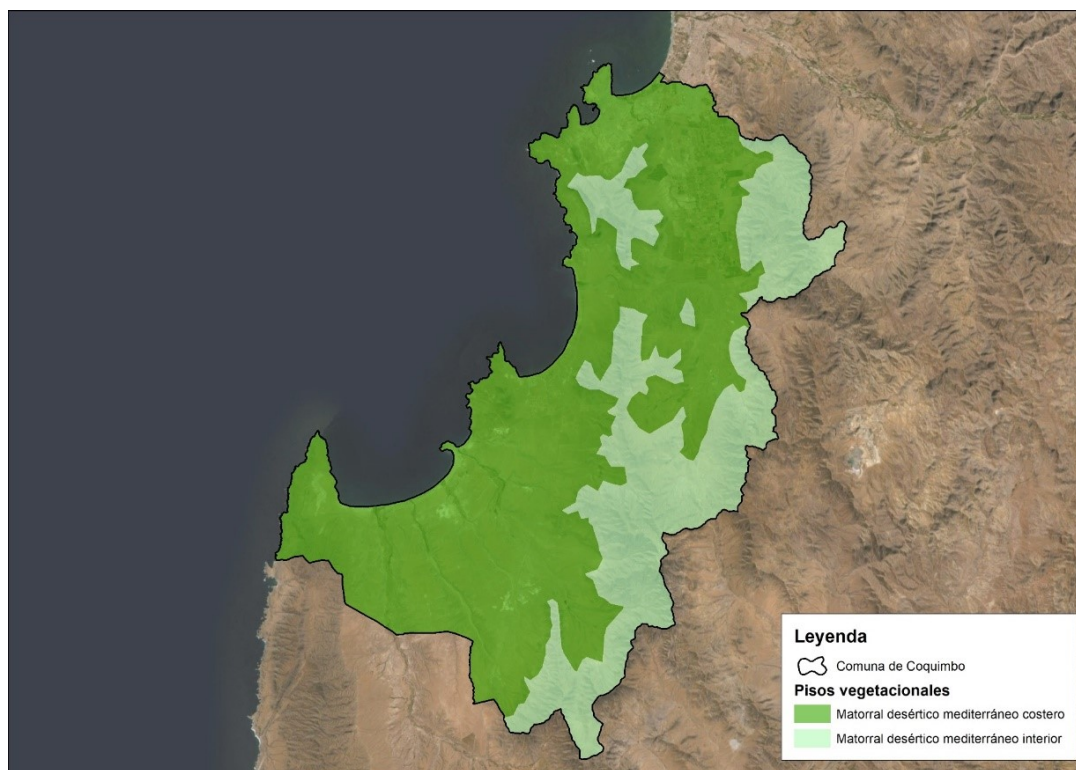 Leyenda
Comuna de Coquimbo
Pisos vegetacionales
Matorral desértico mediterráneo costero
Matorral desértico mediterráneo interior